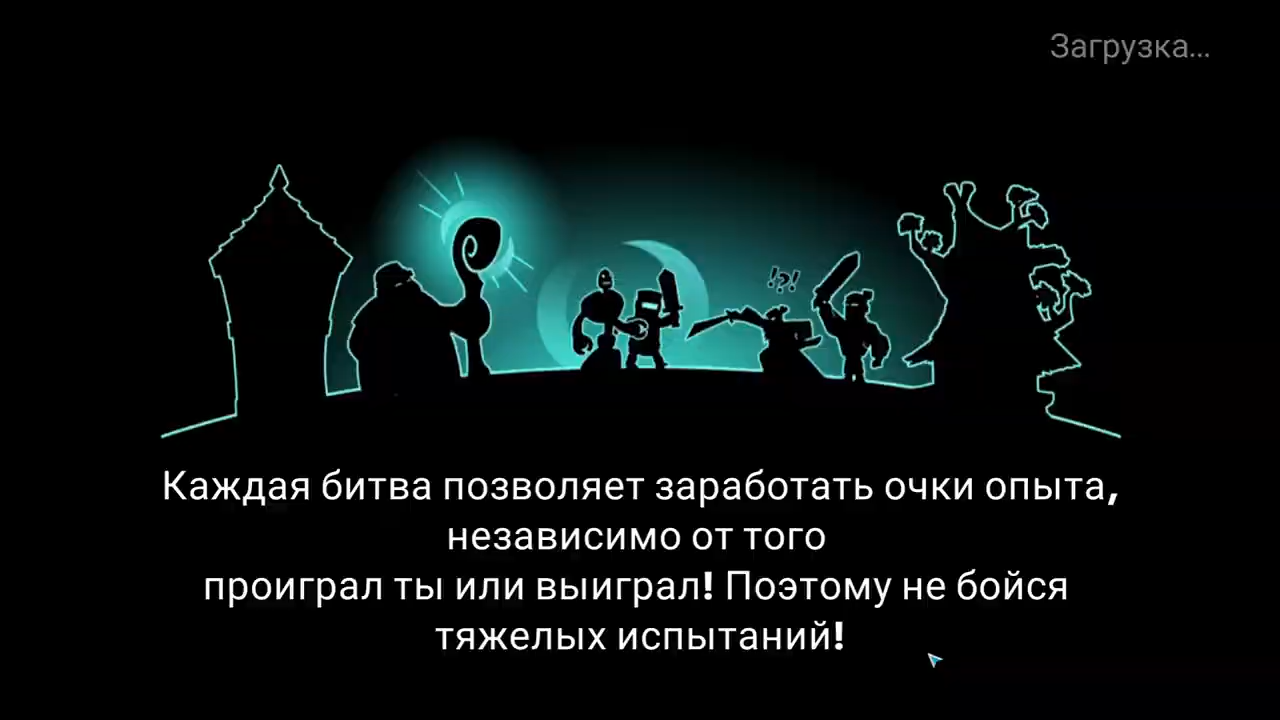 Загрузка...
!?!
Каждая битва позволяет заработать очки опыта,
независимо от того
проиграл ты или выиграл! Поэтому не бойся
тяжелых испытаний!